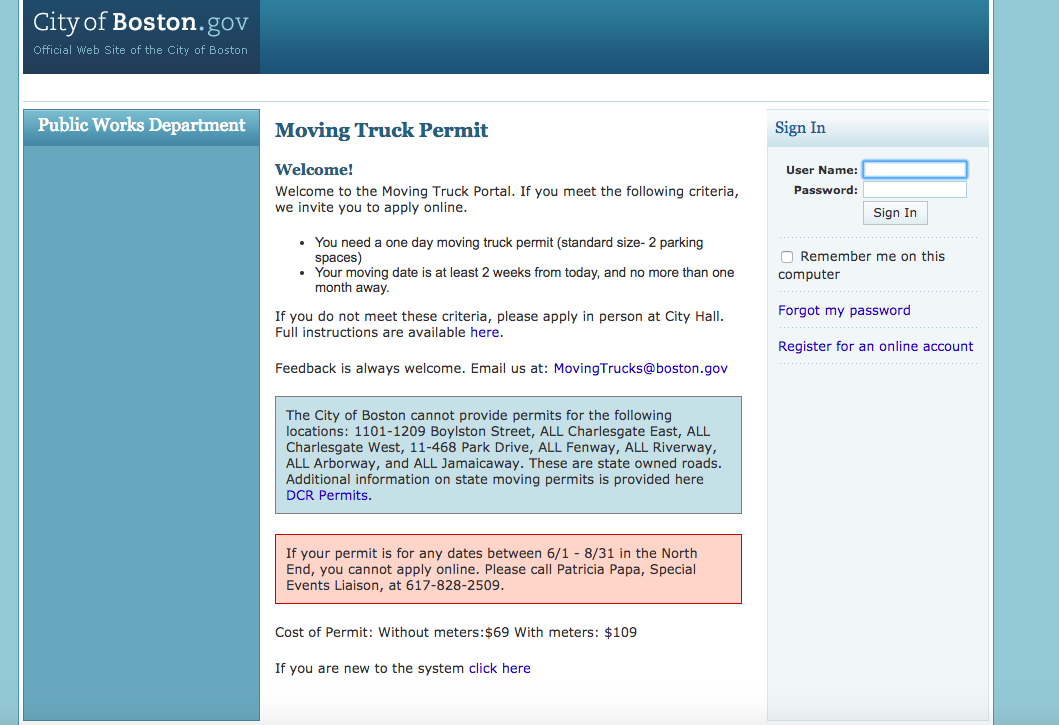 City of Boston.gov
Official Web Site of the City of Boston
Public Works Department
Moving Truck Permit
Welcome!
Welcome to the Moving Truck Portal. If you meet the following criteria,
we invite you to apply online.
• You need a one day moving truck permit (standard size- 2 parking
spaces)
• Your moving date is at least 2 weeks from today, and no more than one
month away.
If you do not meet these criteria, please apply in person at City Hall.
Full instructions are available here.
Feedback is always welcome. Email us at: MovingTrucks@boston.gov
The City of Boston cannot provide permits for the following
locations: 1101-1209 Boylston Street, ALL Charlesgate East, ALL
Charlesgate West, 11-468 Park Drive, ALL Fenway, ALL Riverway,
ALL Arborway, and ALL Jamaicaway. These are state owned roads.
Additional information on state moving permits is provided here
DCR Permits.
If your permit is for any dates between 6/1 - 8/31 in the North
End, you cannot apply online. Please call Patricia Papa, Special
Events Liaison, at 617-828-2509.
Cost of Permit: Without meters:$69 With meters: $109
If you are new to the system click here
Sign In
User Name:
Password:
Sign In
Remember me on this
computer
Forgot my password
Register for an online account